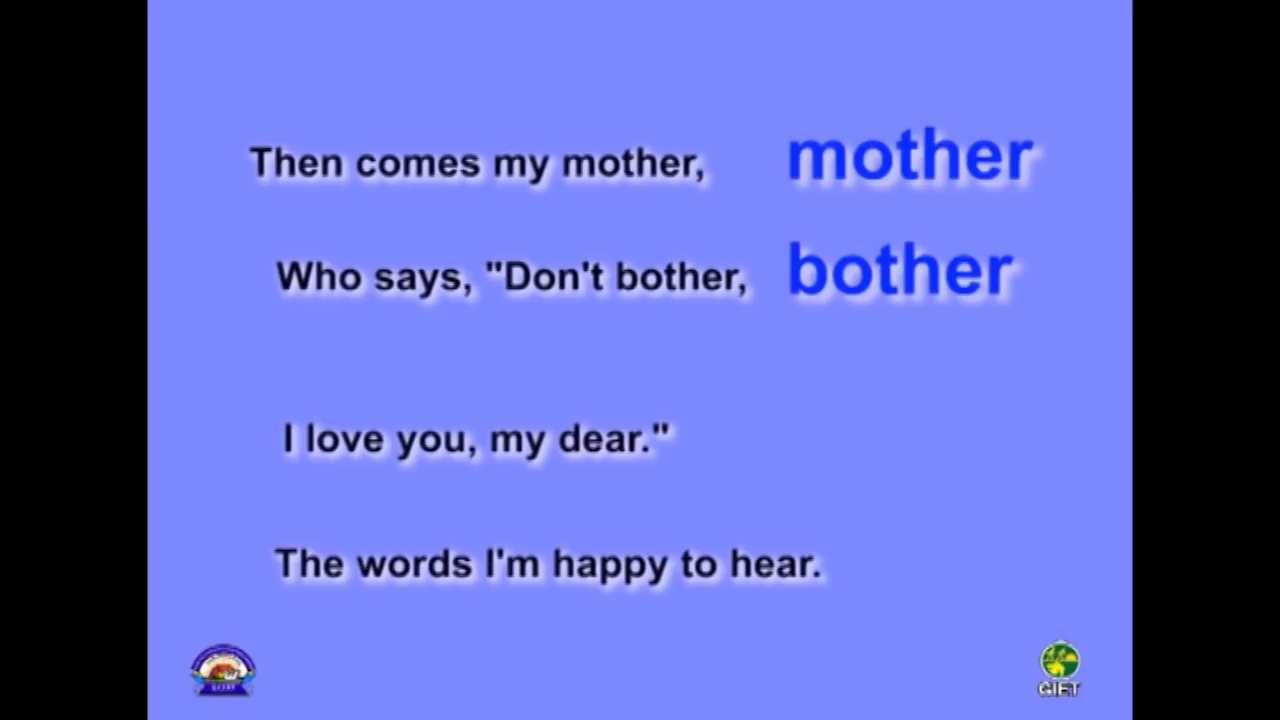 Then comes my mother, mother
Who says, "Don't bother, bother
I love you, my dear."
The words I'm happy to hear.
GIFT